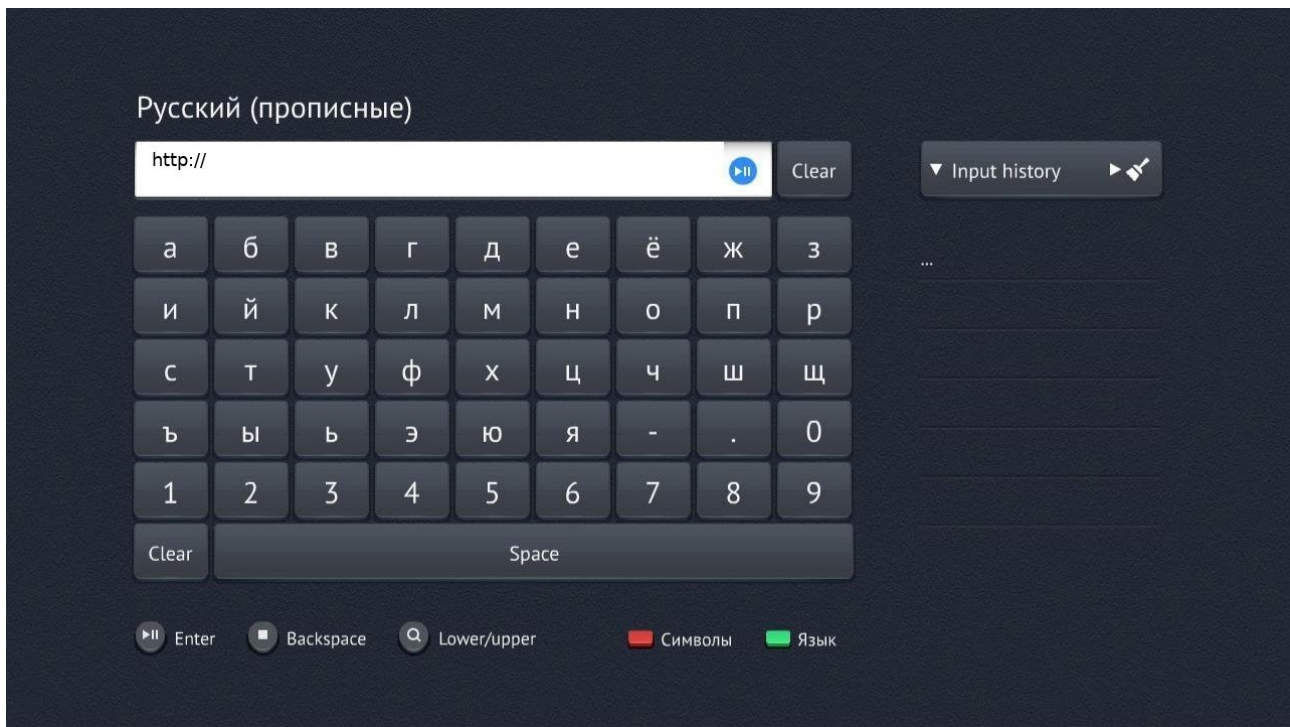 Русский (прописные)
http://
Clear
Input history
а б в г д е ё ж з
...
и й к л м н о п р
с т у ф х ц ч ш щ
ъ ы ь э ю я - . 0
1 2 3 4 5 6 7 8 9
Clear Space
Enter Backspace Lower/upper Символы Язык